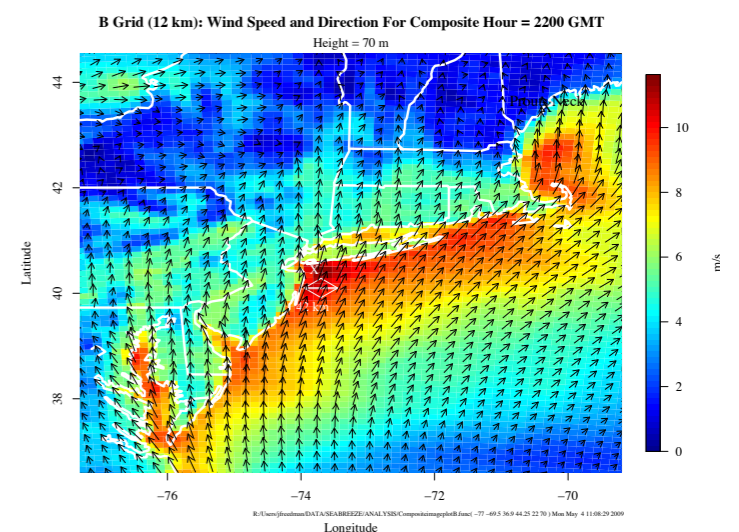 B Grid (12 km): Wind Speed and Direction For Composite Hour = 2200 GMT
Height = 70 m
44
42
40
38
Latitude
−76
−74
−72
−70
Longitude
10
8
6
4
2
0
m/s
R:/Users/jfreedman/DATA/SEABREEZE/ANALYSIS/CompositeimageplotB.func( −77 −69.5 36.9 44.25 22 70 ) Mon May 4 11:08:29 2009